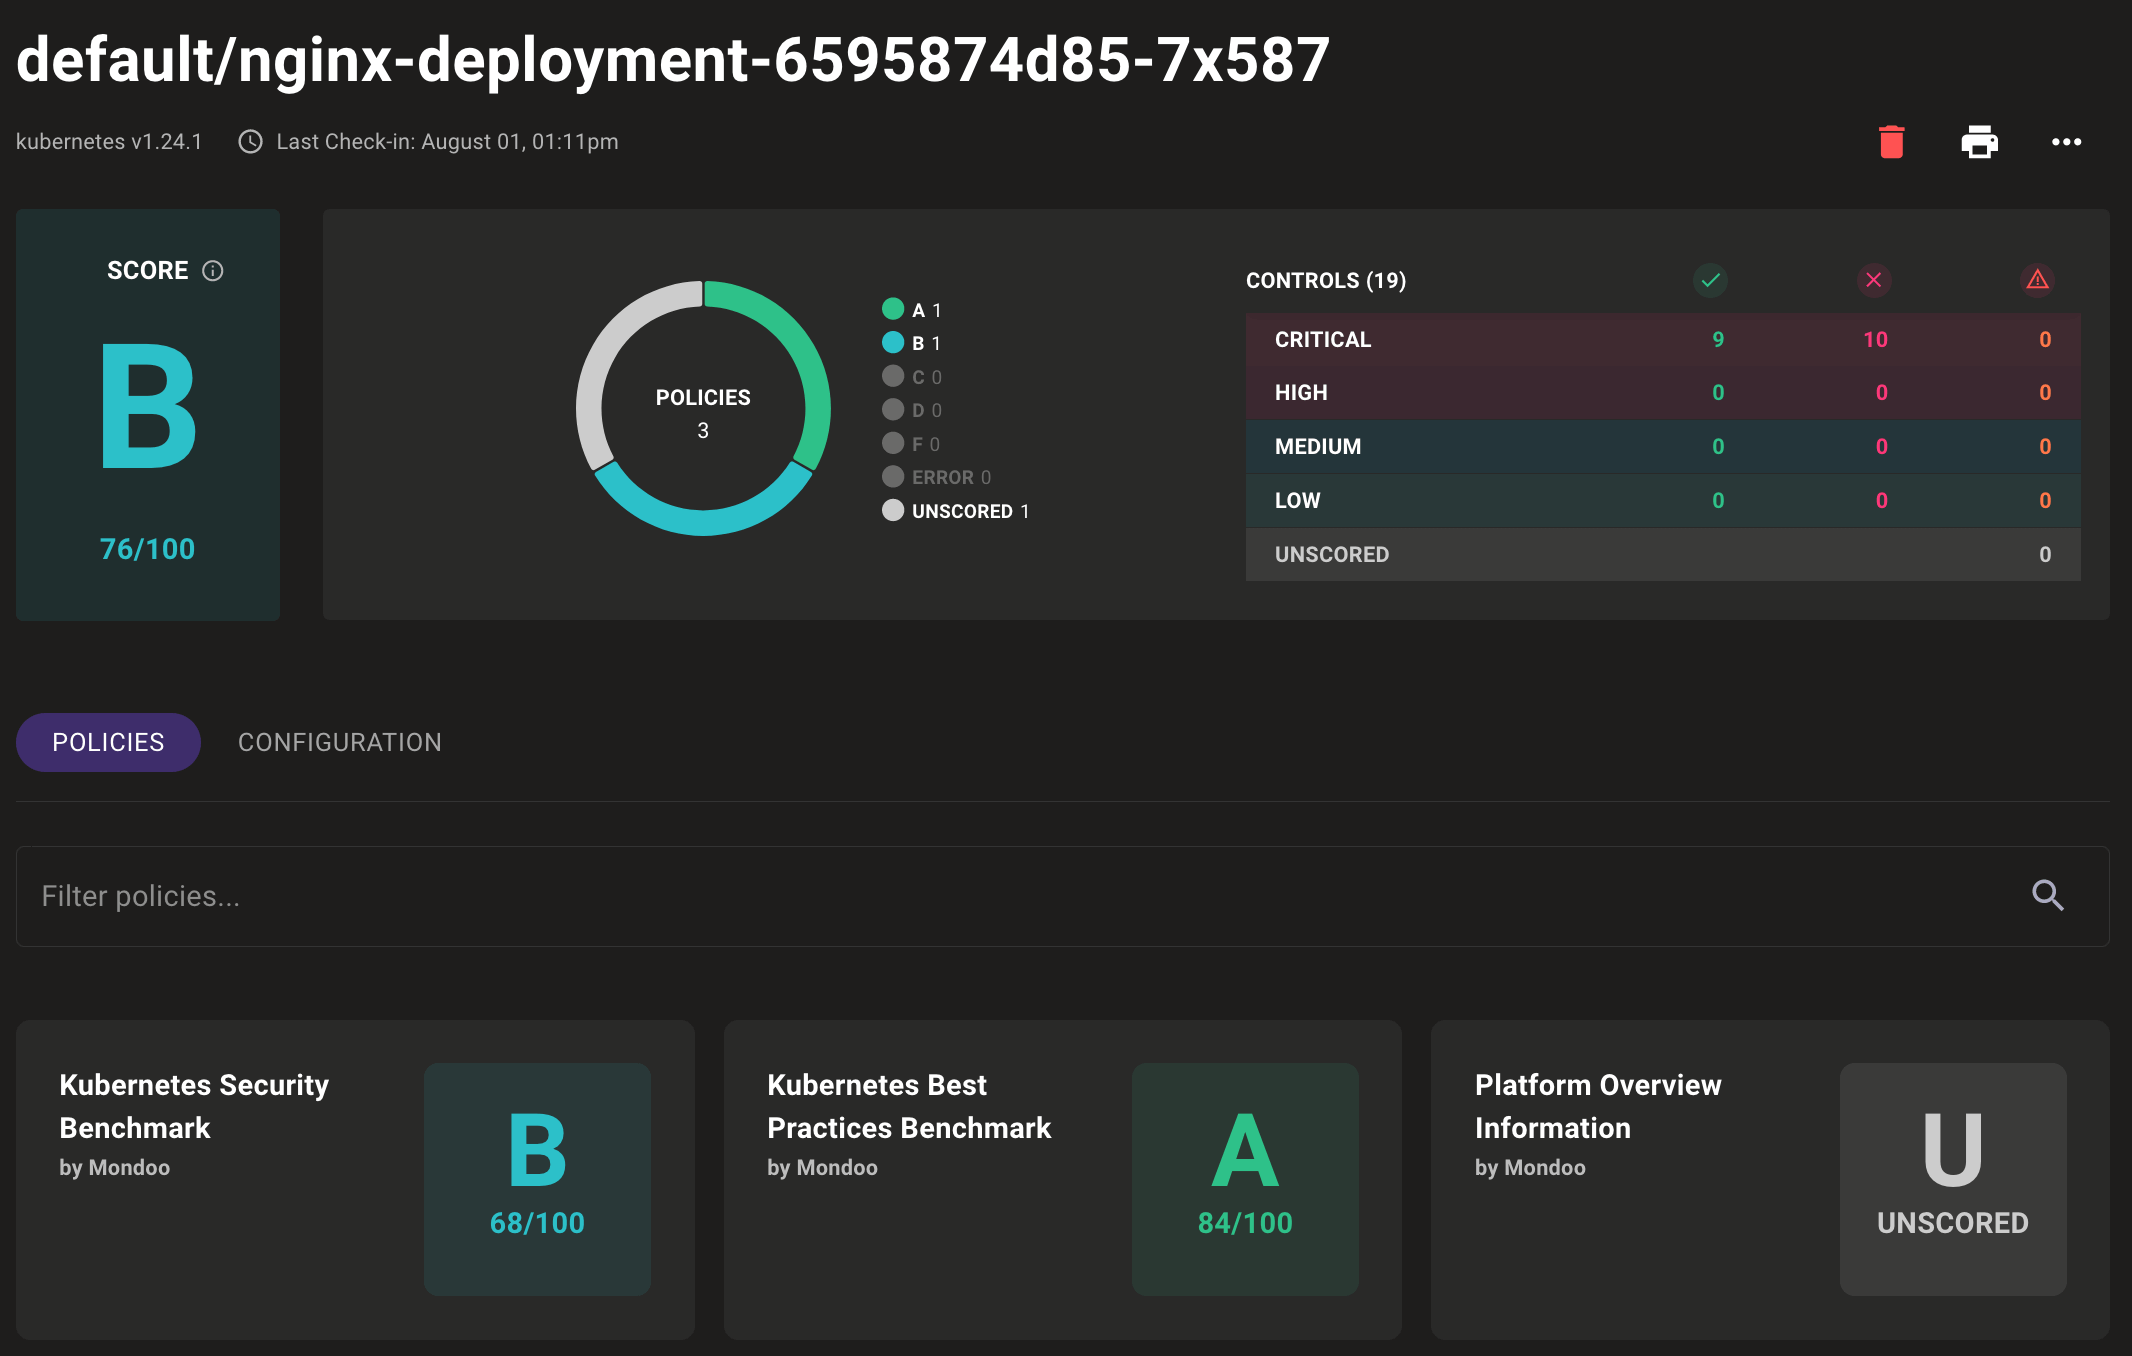 default/nginx-deployment-6595874d85-7x587
kubernetes v1.24.1 Last Check-in: August 01, 01:11pm
SCORE
B
76/100
POLICIES
3
A 1
B 1
C 0
D 0
F 0
ERROR 0
UNSCORED 1
CONTROLS (19)
CRITICAL 9 10 0
HIGH 0 0 0
MEDIUM 0 0 0
LOW 0 0 0
UNSCORED 0
POLICIES CONFIGURATION
Filter policies...
Kubernetes Security
Benchmark
by Mondoo
B
68/100
Kubernetes Best
Practices Benchmark
by Mondoo
A
84/100
Platform Overview
Information
by Mondoo
U
UNSCORED